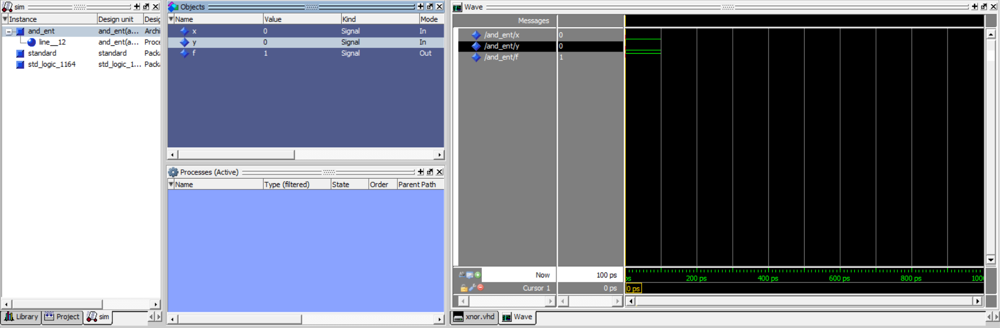 sim
Instance Design unit Desig
and_ent and_ent(a... Archi
line__12 and_ent(a... Proce
standard standard Packa
std_logic_1164 std_logic_1... Packa
Library Project sim
Objects
Name Value Kind Mode
x 0 Signal In
y 0 Signal In
f 1 Signal Out
Processes (Active)
Name Type (filtered) State Order Parent Path
Wave
Messages
/and_ent/x 0
/and_ent/y 0
/and_ent/f 1
Now 100 ps
ps 200 ps 400 ps 600 ps 800 ps 100
Cursor 1 0 ps
0 ps
xnor.vhd Wave